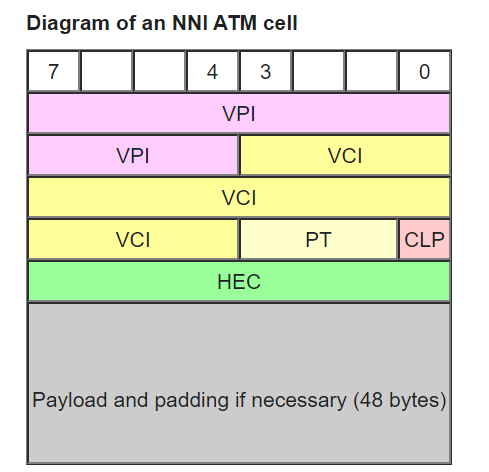 Diagram of an NNI ATM cell
7 4 3 0
VPI
VPI VCI
VCI
VCI PT CLP
HEC
Payload and padding if necessary (48 bytes)